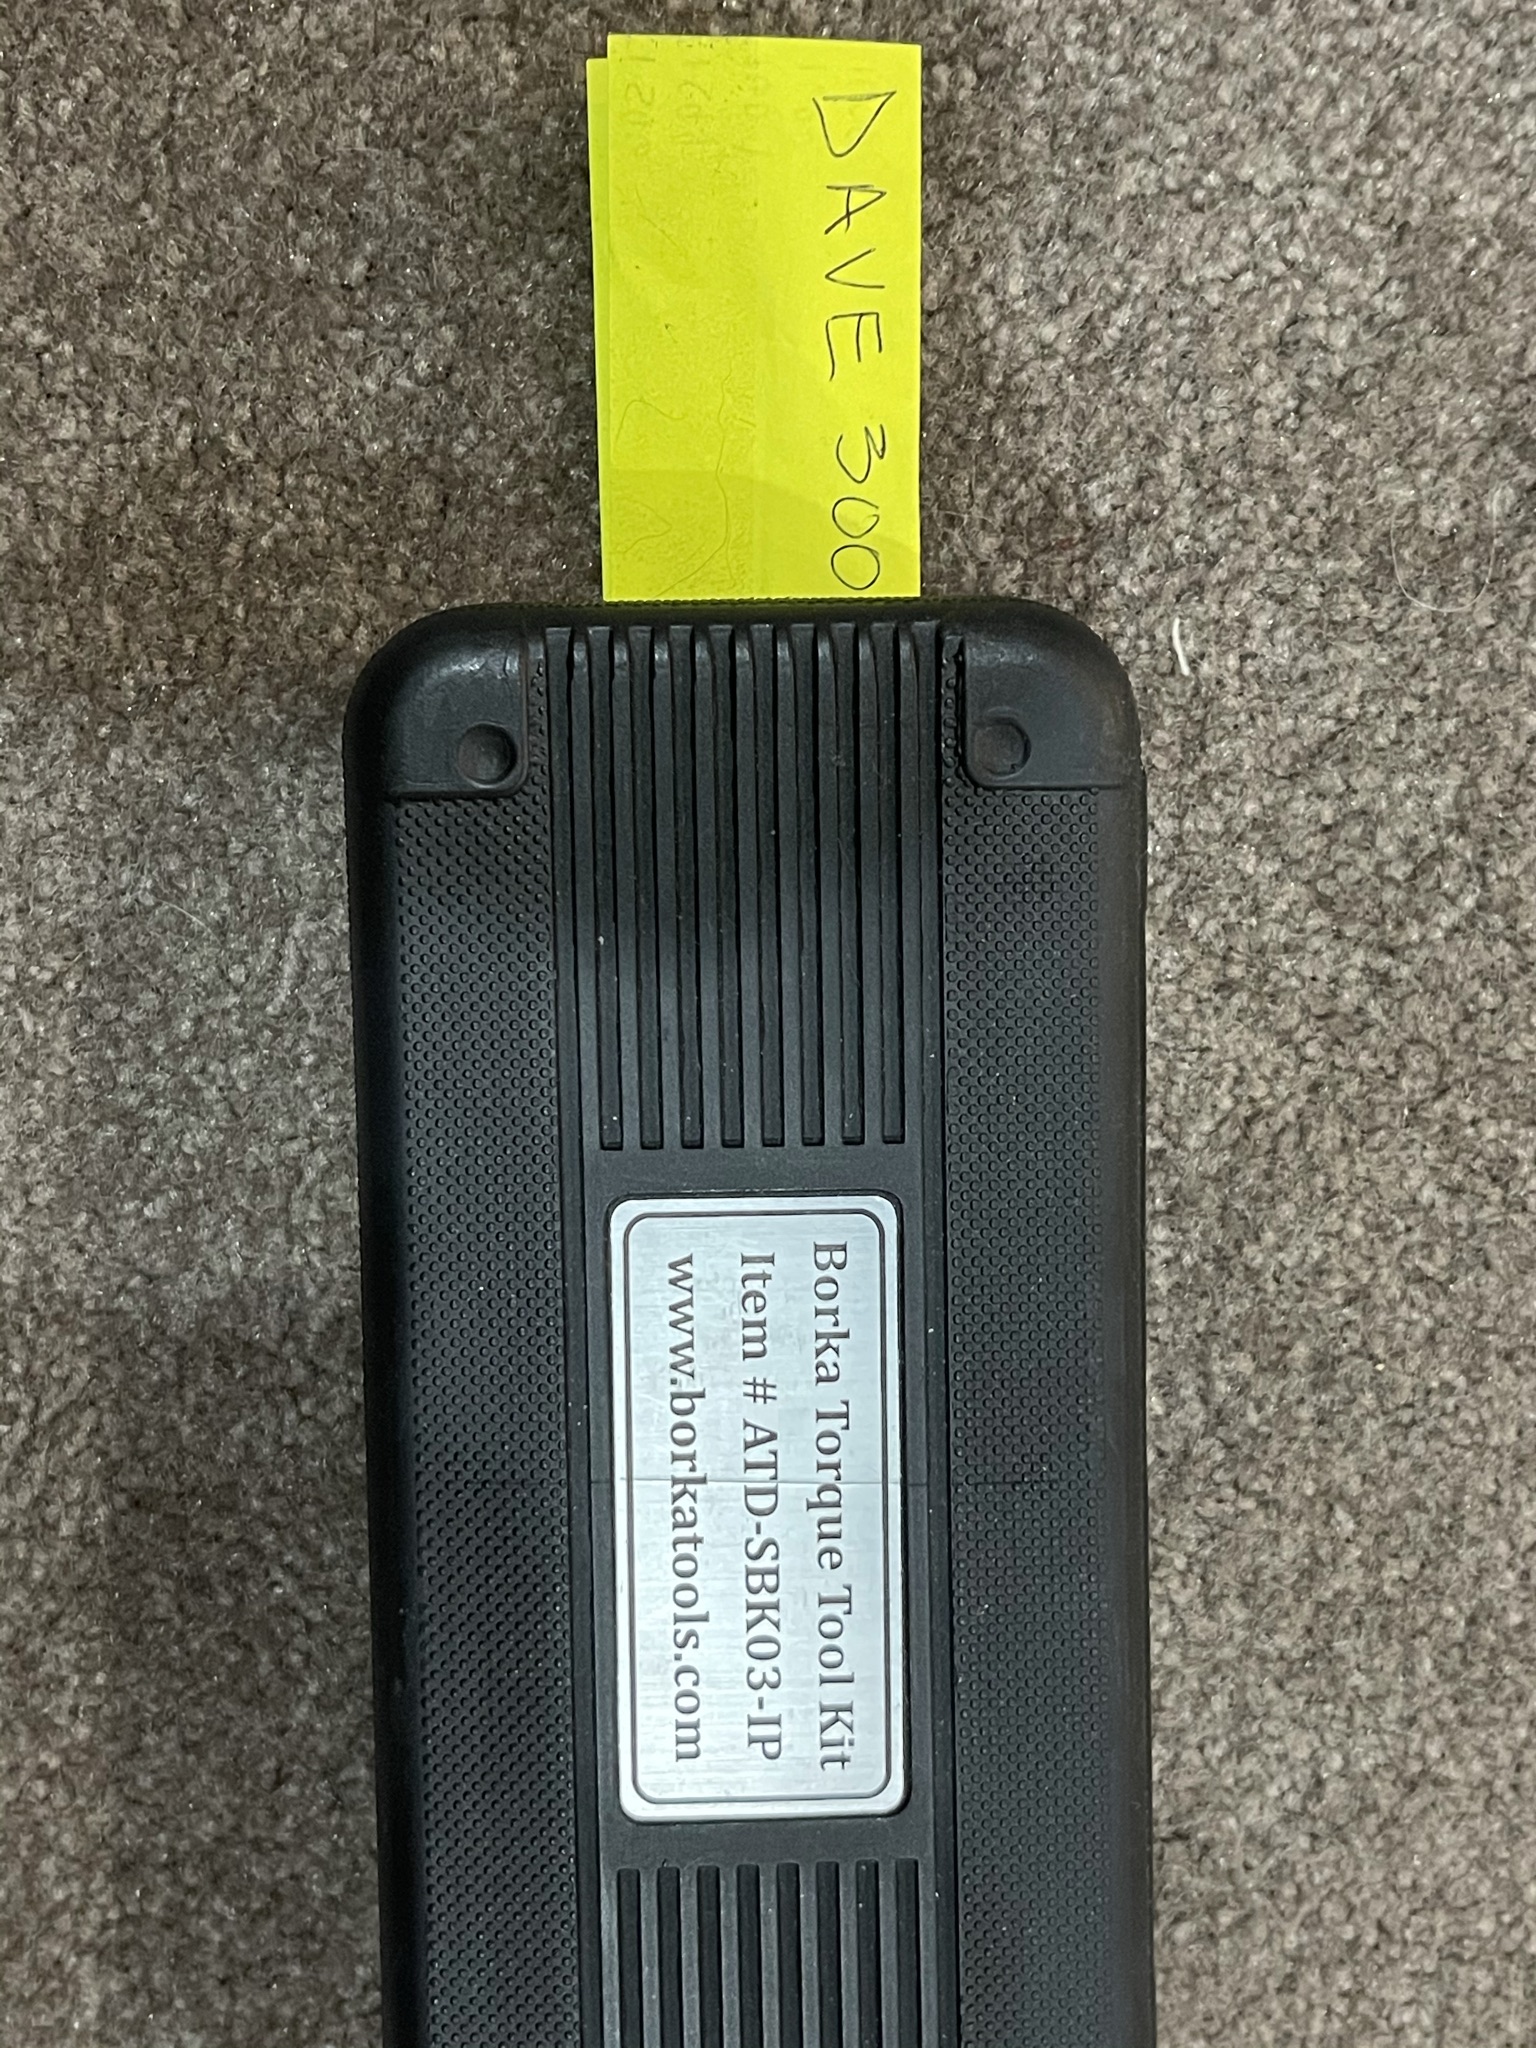 DAVE 300
Borka Torque Tool Kit
Item # ATD-SBK03-IP
www.borkatools.com